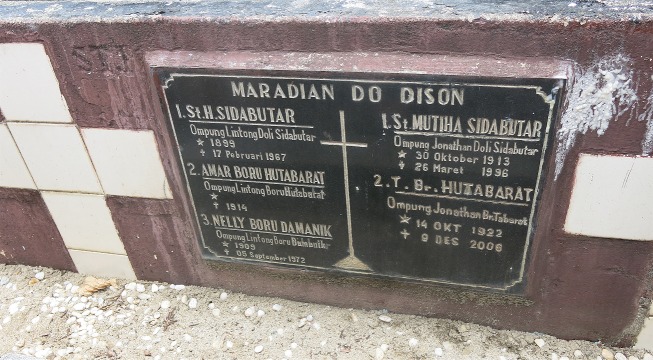 STT
MARADIAN DO DISON
1. St. H. SIDABUTAR
Ompung Lintong Doli Sidabutar
* 1899
+ 17 Februari 1967
2. AMAR BORU HUTABARAT
Ompung Lintong Boru Hutabarat
*
+ 1914
3. NELLY BORU DAMANIK
Ompung Lintong Boru Damanik
* 1909
+ 05 September 1972
1. St MUTIHA SIDABUTAR
Ompung Jonathan Doli Sidabutar
* 30 Oktober 1913
+ 26 Maret 1996
2. T. Br. HUTABARAT
Ompung Jonathan Br. Tabarat
* 14 OKT 1922
+ 9 DES 2006